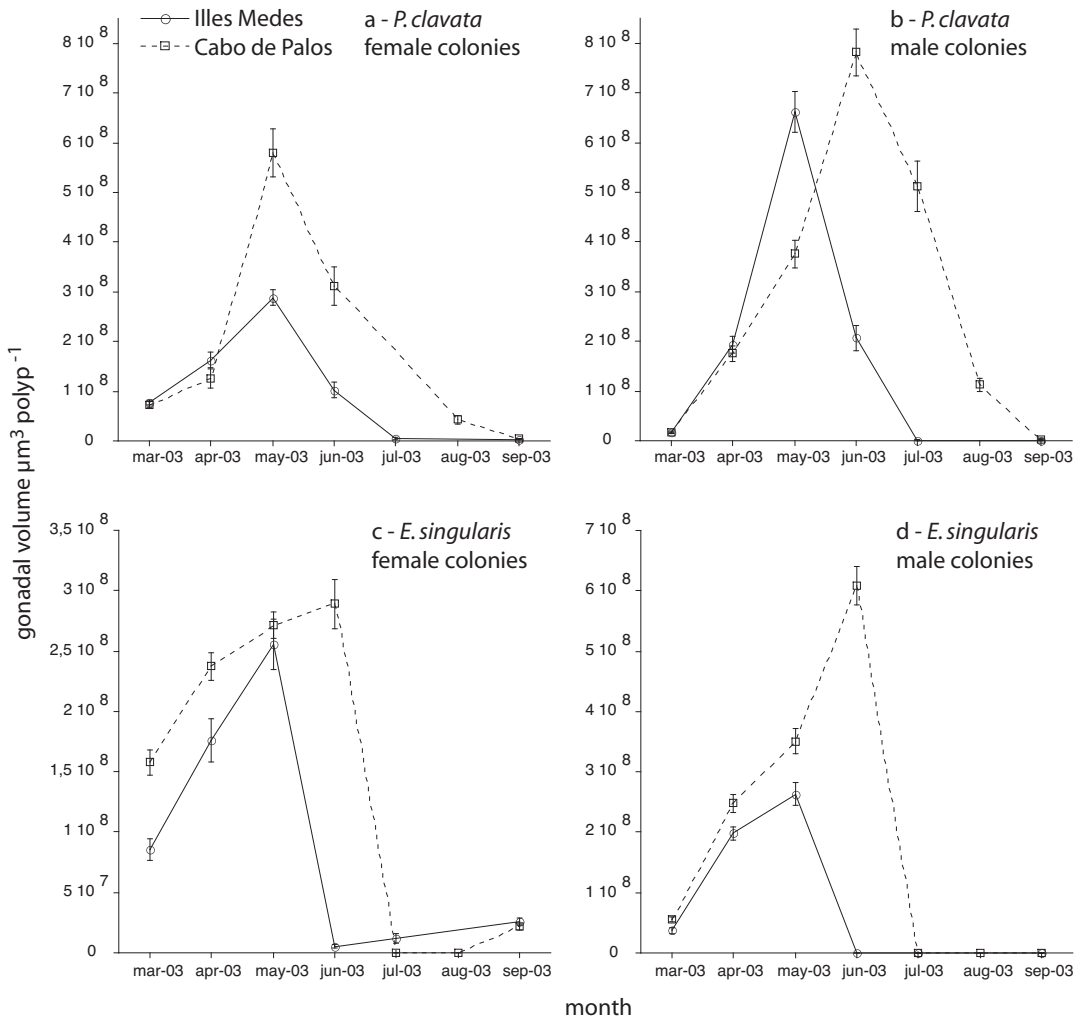 Illes Medes
Cabo de Palos
a - P. clavata
female colonies
8 10 8
7 10 8
6 10 8
5 10 8
4 10 8
3 10 8
2 10 8
1 10 8
0
mar-03 apr-03 may-03 jun-03 jul-03 aug-03 sep-03
b - P. clavata
male colonies
8 10 8
7 10 8
6 10 8
5 10 8
4 10 8
3 10 8
2 10 8
1 10 8
0
mar-03 apr-03 may-03 jun-03 jul-03 aug-03 sep-03
gonadal volume µm³ polyp-1
c - E. singularis
female colonies
3,5 10 8
3 10 8
2,5 10 8
2 10 8
1,5 10 8
1 10 8
5 10 7
0
mar-03 apr-03 may-03 jun-03 jul-03 aug-03 sep-03
d - E. singularis
male colonies
7 10 8
6 10 8
5 10 8
4 10 8
3 10 8
2 10 8
1 10 8
0
mar-03 apr-03 may-03 jun-03 jul-03 aug-03 sep-03
month